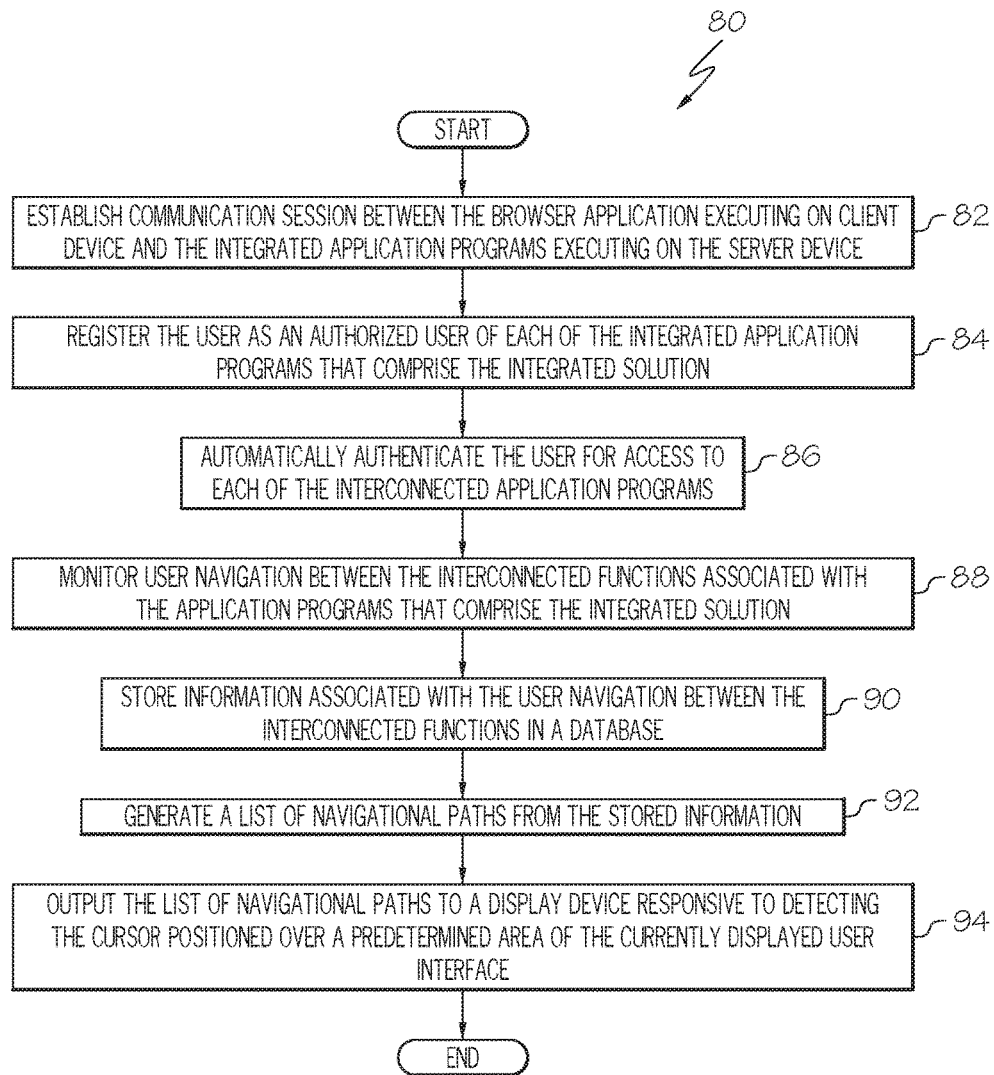 80
START
ESTABLISH COMMUNICATION SESSION BETWEEN THE BROWSER APPLICATION EXECUTING ON CLIENT
DEVICE AND THE INTEGRATED APPLICATION PROGRAMS EXECUTING ON THE SERVER DEVICE
82
REGISTER THE USER AS AN AUTHORIZED USER OF EACH OF THE INTEGRATED APPLICATION
PROGRAMS THAT COMPRISE THE INTEGRATED SOLUTION
84
AUTOMATICALLY AUTHENTICATE THE USER FOR ACCESS TO
EACH OF THE INTERCONNECTED APPLICATION PROGRAMS
86
MONITOR USER NAVIGATION BETWEEN THE INTERCONNECTED FUNCTIONS ASSOCIATED WITH
THE APPLICATION PROGRAMS THAT COMPRISE THE INTEGRATED SOLUTION
88
STORE INFORMATION ASSOCIATED WITH THE USER NAVIGATION BETWEEN THE
INTERCONNECTED FUNCTIONS IN A DATABASE
90
GENERATE A LIST OF NAVIGATIONAL PATHS FROM THE STORED INFORMATION
92
OUTPUT THE LIST OF NAVIGATIONAL PATHS TO A DISPLAY DEVICE RESPONSIVE TO DETECTING
THE CURSOR POSITIONED OVER A PREDETERMINED AREA OF THE CURRENTLY DISPLAYED USER
INTERFACE
94
END